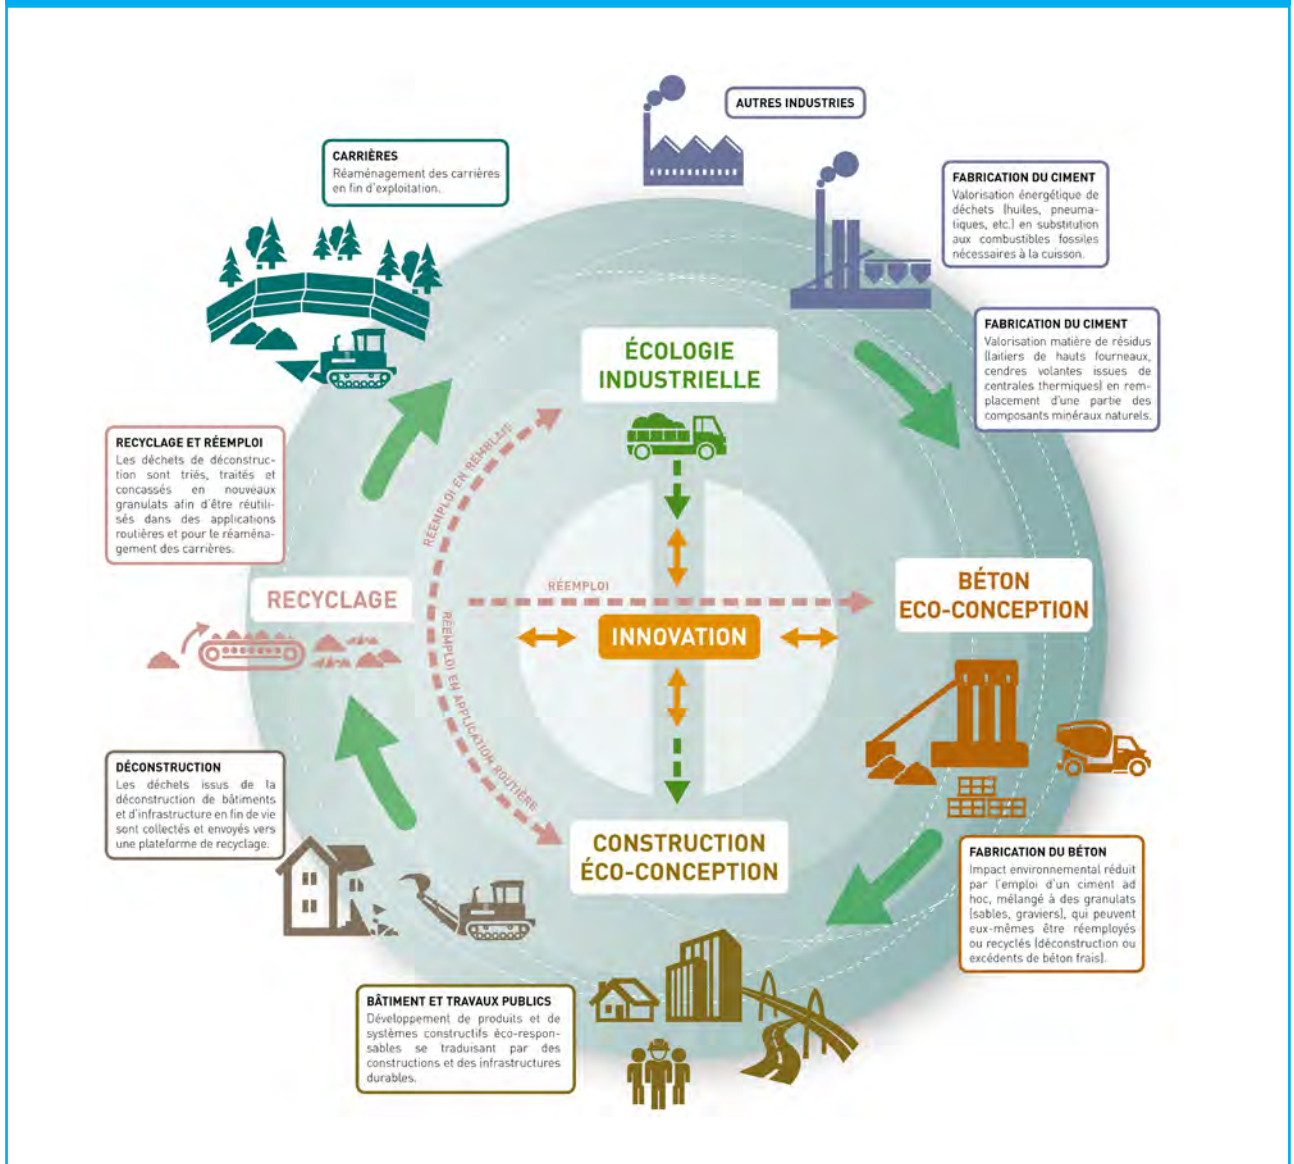 AUTRES INDUSTRIES
CARRIÈRES
Réaménagement des carrières
en fin d'exploitation.
FABRICATION DU CIMENT
Valorisation énergétique de
déchets (huiles, pneuma-
tiques, etc.) en substitution
aux combustibles fossiles
nécessaires à la cuisson.
FABRICATION DU CIMENT
Valorisation matière de résidus
(laitiers de hauts fourneaux,
cendres volantes issues de
centrales thermiques) en rem-
placement d'une partie des
composants minéraux naturels.
ÉCOLOGIE
INDUSTRIELLE
RECYCLAGE ET RÉEMPLOI
Les déchets de déconstruc-
tion sont triés, traités et
concassés en nouveaux
granulats afin d'être réutili-
sés dans des applications
routières et pour le réaména-
gement des carrières.
RÉEMPLOI EN REMBLAIS
RECYCLAGE
RÉEMPLOI
BÉTON
ECO-CONCEPTION
INNOVATION
RÉEMPLOI EN APPLICATION ROUTIÈRE
DÉCONSTRUCTION
Les déchets issus de la
déconstruction de bâtiments
et d'infrastructure en fin de vie
sont collectés et envoyés vers
une plateforme de recyclage.
CONSTRUCTION
ÉCO-CONCEPTION
FABRICATION DU BÉTON
Impact environnemental réduit
par l'emploi d'un ciment ad
hoc, mélangé à des granulats
(sables, graviers), qui peuvent
eux-mêmes être réemployés
ou recyclés (déconstruction ou
excédents de béton frais).
BÂTIMENT ET TRAVAUX PUBLICS
Développement de produits et de
systèmes constructifs éco-respon-
sables se traduisant par des
constructions et des infrastructures
durables.